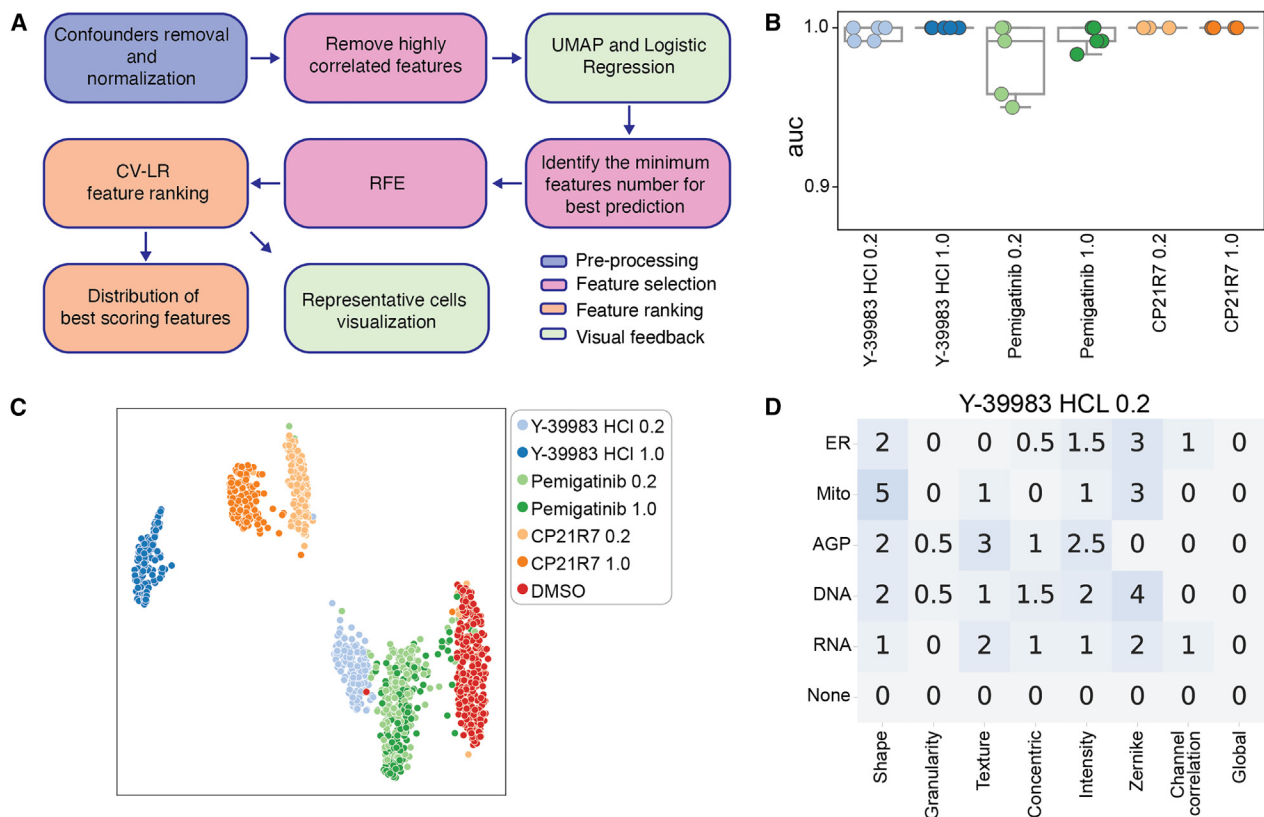 A
Confounders removal
and
normalization
Remove highly
correlated features
UMAP and Logistic
Regression
CV-LR
feature ranking
RFE
Identify the minimum
features number for
best prediction
Distribution of
best scoring features
Representative cells
visualization
Pre-processing
Feature selection
Feature ranking
Visual feedback
B
auc
1.0
0.9
Y-39983 HCl 0.2
Y-39983 HCl 1.0
Pemigatinib 0.2
Pemigatinib 1.0
CP21R7 0.2
CP21R7 1.0
C
Y-39983 HCl 0.2
Y-39983 HCl 1.0
Pemigatinib 0.2
Pemigatinib 1.0
CP21R7 0.2
CP21R7 1.0
DMSO
D
Y-39983 HCL 0.2
ER 2 0 0 0.5 1.5 3 1 0
Mito 5 0 1 0 1 3 0 0
AGP 2 0.5 3 1 2.5 0 0 0
DNA 2 0.5 1 1.5 2 4 0 0
RNA 1 0 2 1 1 2 1 0
None 0 0 0 0 0 0 0 0
Shape
Granularity
Texture
Concentric
Intensity
Zernike
Channel
correlation
Global